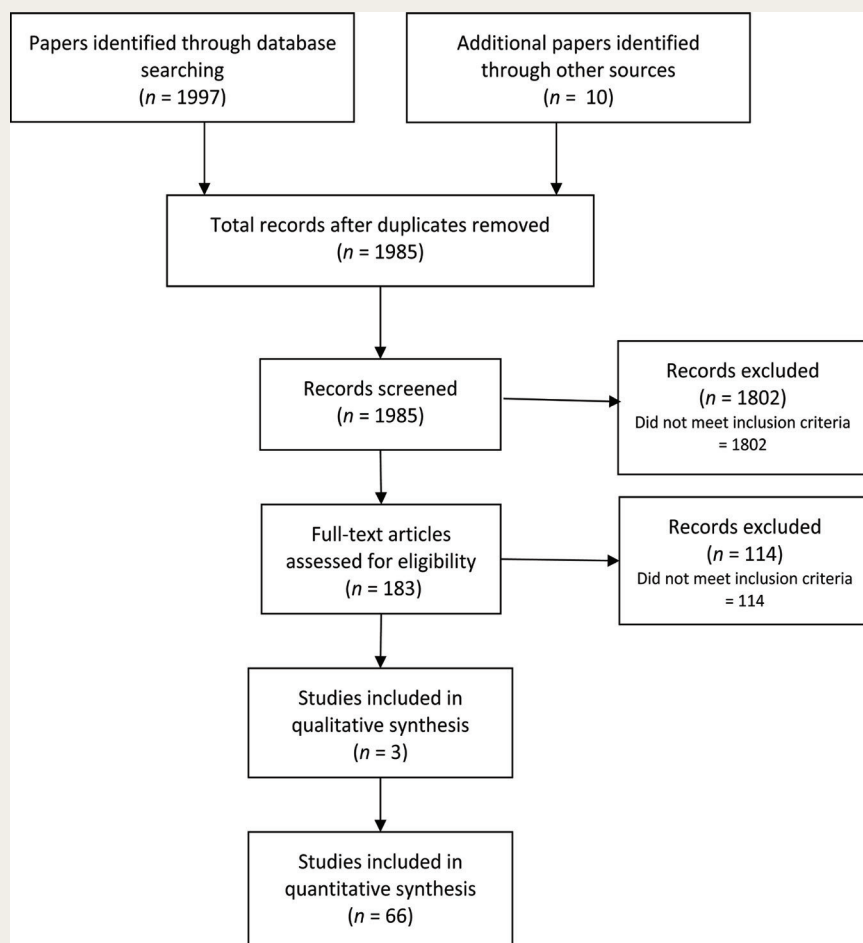 Papers identified through database
searching
(n = 1997)
Additional papers identified
through other sources
(n = 10)
Total records after duplicates removed
(n = 1985)
Records screened
(n = 1985)
Records excluded
(n = 1802)
Did not meet inclusion criteria
= 1802
Full-text articles
assessed for eligibility
(n = 183)
Records excluded
(n = 114)
Did not meet inclusion criteria
= 114
Studies included in
qualitative synthesis
(n = 3)
Studies included in
quantitative synthesis
(n = 66)